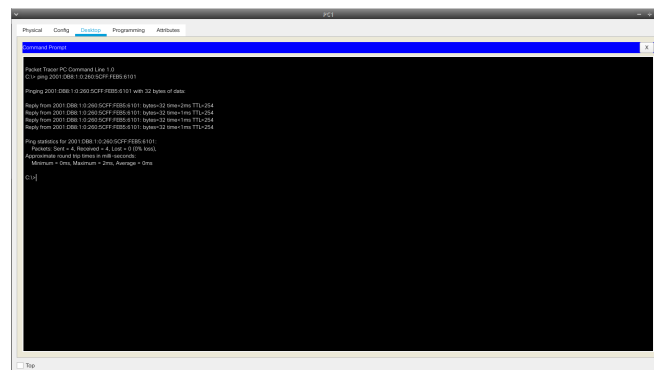 PC1
Physical Config Desktop Programming Attributes
Command Prompt
X
Packet Tracer PC Command Line 1.0
C:\> ping 2001:DB8:1:0:260:5CFF:FEB5:6101
Pinging 2001:DB8:1:0:260:5CFF:FEB5:6101 with 32 bytes of data:
Reply from 2001:DB8:1:0:260:5CFF:FEB5:6101: bytes=32 time=2ms TTL=254
Reply from 2001:DB8:1:0:260:5CFF:FEB5:6101: bytes=32 time<1ms TTL=254
Reply from 2001:DB8:1:0:260:5CFF:FEB5:6101: bytes=32 time=1ms TTL=254
Reply from 2001:DB8:1:0:260:5CFF:FEB5:6101: bytes=32 time<1ms TTL=254
Ping statistics for 2001:DB8:1:0:260:5CFF:FEB5:6101:
Packets: Sent = 4, Received = 4, Lost = 0 (0% loss),
Approximate round trip times in milli-seconds:
Minimum = 0ms, Maximum = 2ms, Average = 0ms
C:\>
Top